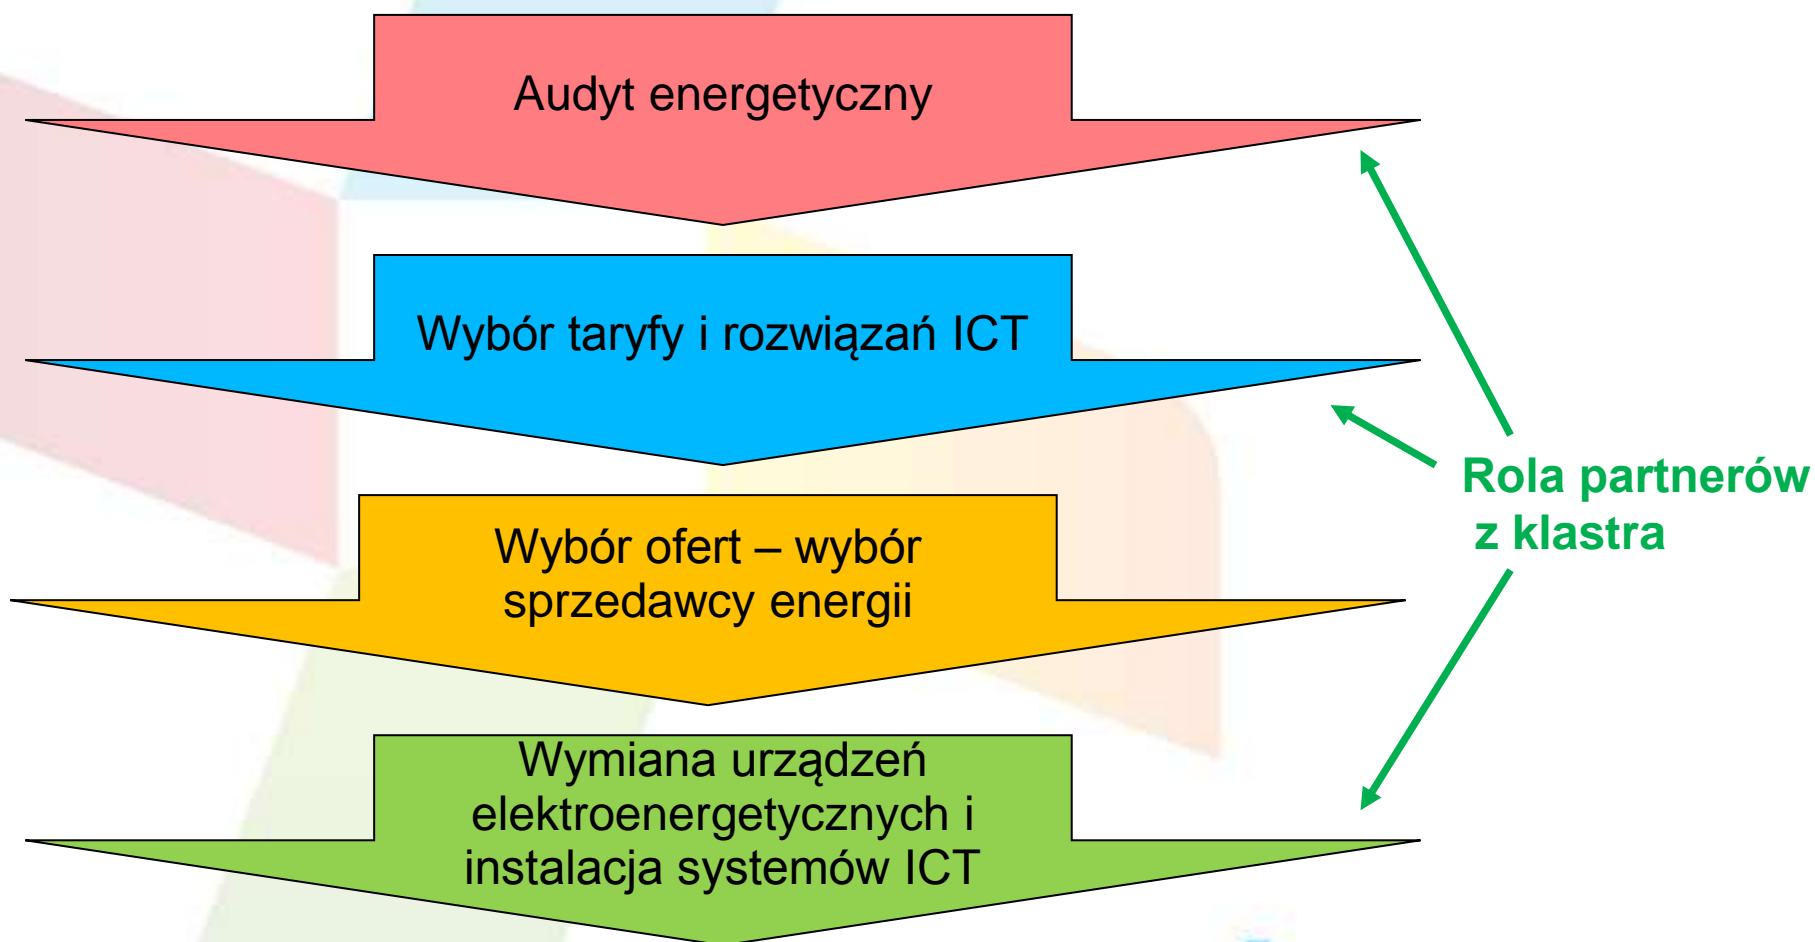 Audyt energetyczny
Wybór taryfy i rozwiązań ICT
Rola partnerów
z klastra
Wybór ofert – wybór
sprzedawcy energii
Wymiana urządzeń
elektroenergetycznych i
instalacja systemów ICT